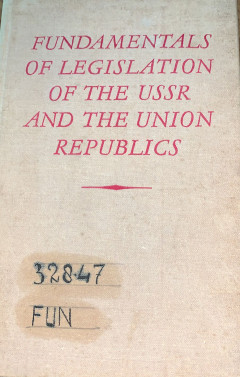 FUNDAMENTALS
OF LEGISLATION
OF THE USSR
AND THE UNION
REPUBLICS
328·47
FUN